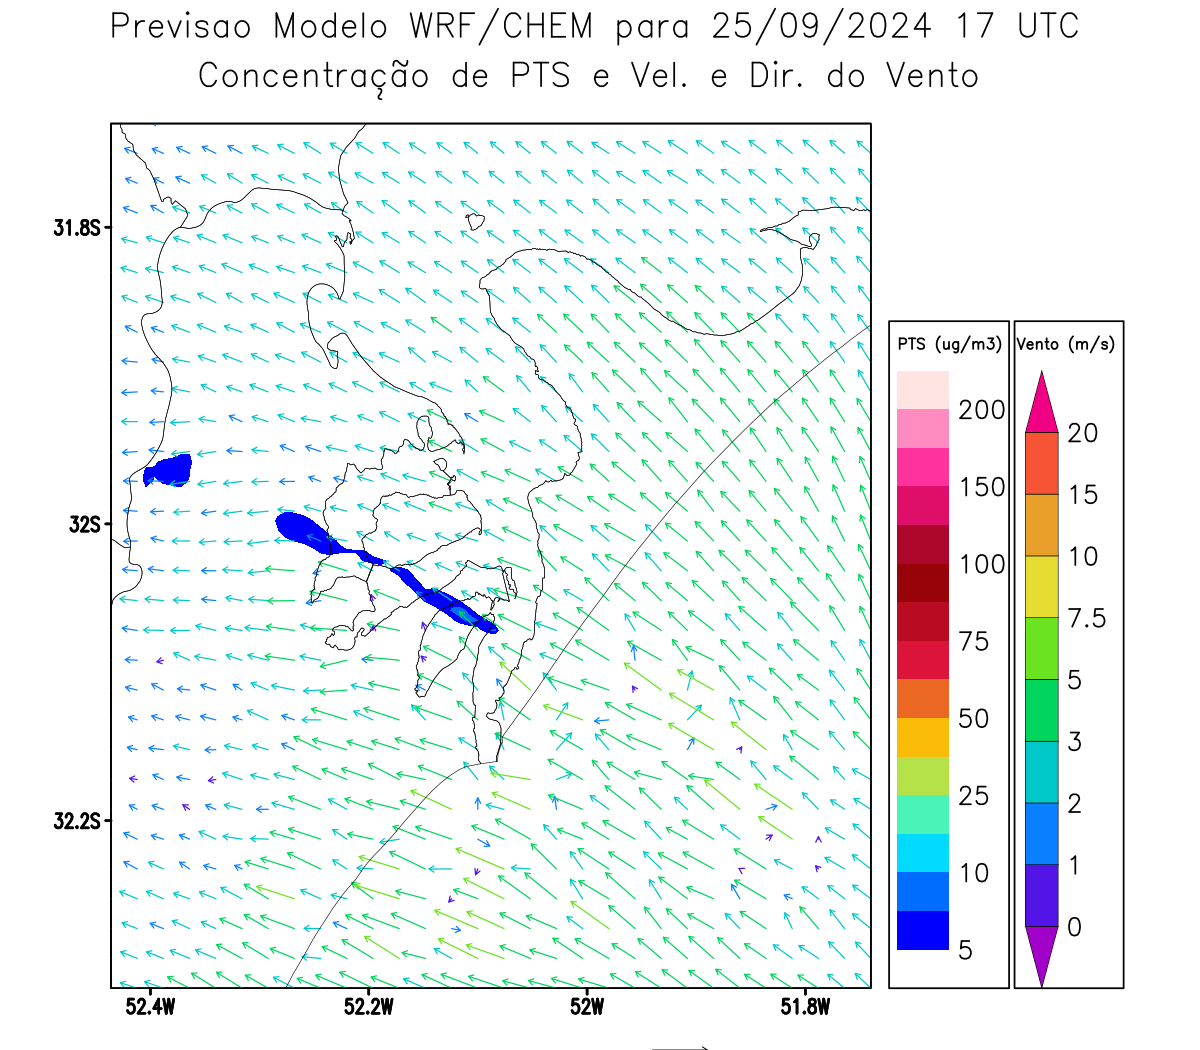 Previsao Modelo WRF/CHEM para 25/09/2024 17 UTC
Concentração de PTS e Vel. e Dir. do Vento
31.8S
32S
32.2S
52.4W
52.2W
52W
51.8W
PTS (ug/m3)
200
150
100
75
50
25
10
5
Vento (m/s)
20
15
10
7.5
5
3
2
1
0